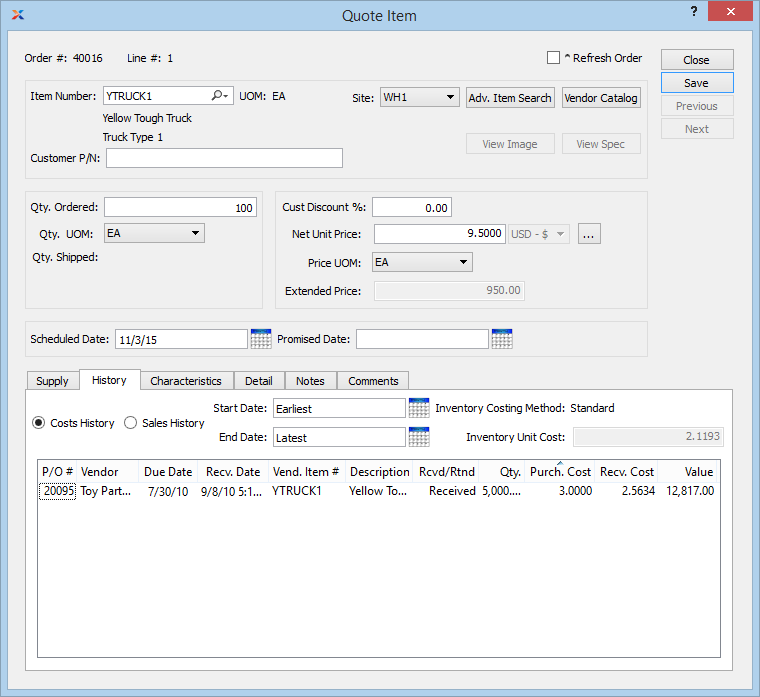 Quote Item
?
Order #: 40016 Line #: 1 ^ Refresh Order Close
Save
Previous
Next
Item Number: YTRUCK1 UOM: EA Site: WH1 Adv. Item Search Vendor Catalog
Yellow Tough Truck
Truck Type 1
View Image View Spec
Customer P/N:
Qty. Ordered: 100
Qty. UOM: EA
Qty. Shipped:
Cust Discount %: 0.00
Net Unit Price: 9.5000 USD - $ ...
Price UOM: EA
Extended Price: 950.00
Scheduled Date: 11/3/15 Promised Date:
Supply History Characteristics Detail Notes Comments
Costs History Sales History
Start Date: Earliest Inventory Costing Method: Standard
End Date: Latest Inventory Unit Cost: 2.1193
P/O # Vendor Due Date Recv. Date Vend. Item # Description Rcvd/Rtnd Qty. Purch. Cost Recv. Cost Value
20095 Toy Part... 7/30/10 9/8/10 5:1... YTRUCK1 Yellow To... Received 5,000.... 3.0000 2.5634 12,817.00